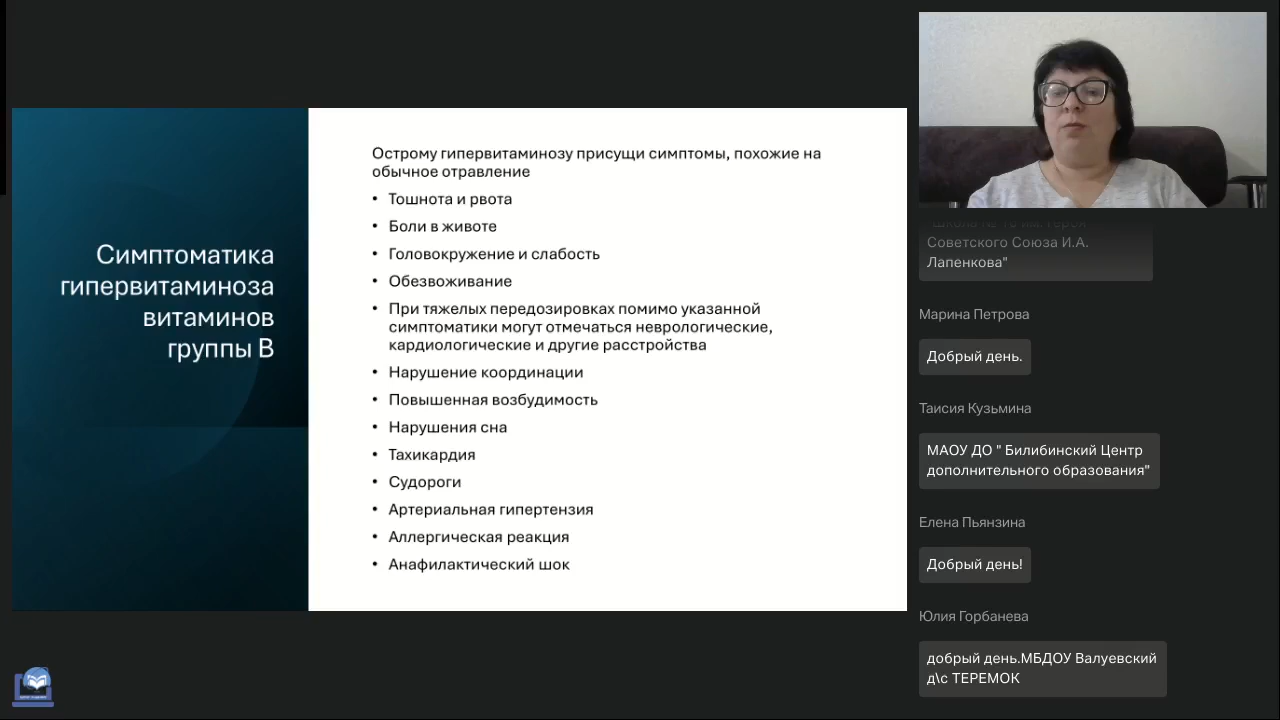 Симптоматика
гипервитаминоза
витаминов
группы В
Острому гипервитаминозу присущи симптомы, похожие на
обычное отравление
• Тошнота и рвота
• Боли в животе
• Головокружение и слабость
• Обезвоживание
• При тяжелых передозировках помимо указанной
симптоматики могут отмечаться неврологические,
кардиологические и другие расстройства
• Нарушение координации
• Повышенная возбудимость
• Нарушения сна
• Тахикардия
• Судороги
• Артериальная гипертензия
• Аллергическая реакция
• Анафилактический шок
Советского Союза И.А.
Лапенкова"
Марина Петрова
Добрый день.
Таисия Кузьмина
МАОУ ДО " Билибинский Центр
дополнительного образования"
Елена Пьянзина
Добрый день!
Юлия Горбанева
добрый день.МБДОУ Валуевский
д\с ТЕРЕМОК